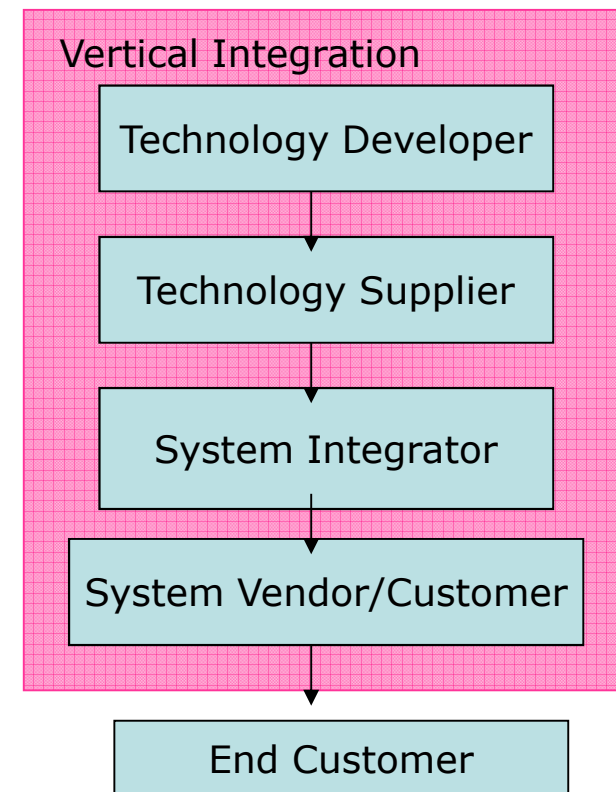 Vertical Integration
Technology Developer
Technology Supplier
System Integrator
System Vendor/Customer
End Customer